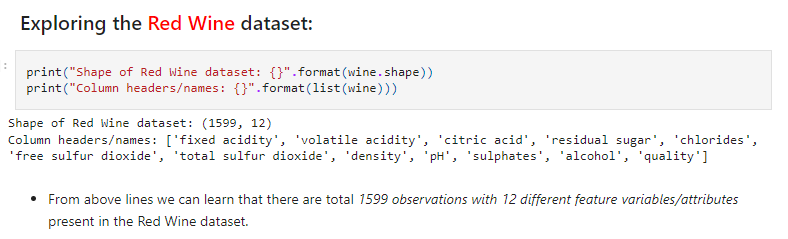 Exploring the Red Wine dataset:
:
print("Shape of Red Wine dataset: {}".format(wine.shape))
print("Column headers/names: {}".format(list(wine)))
Shape of Red Wine dataset: (1599, 12)
Column headers/names: ['fixed acidity', 'volatile acidity', 'citric acid', 'residual sugar', 'chlorides',
'free sulfur dioxide', 'total sulfur dioxide', 'density', 'pH', 'sulphates', 'alcohol', 'quality']
• From above lines we can learn that there are total 1599 observations with 12 different feature variables/attributes
present in the Red Wine dataset.